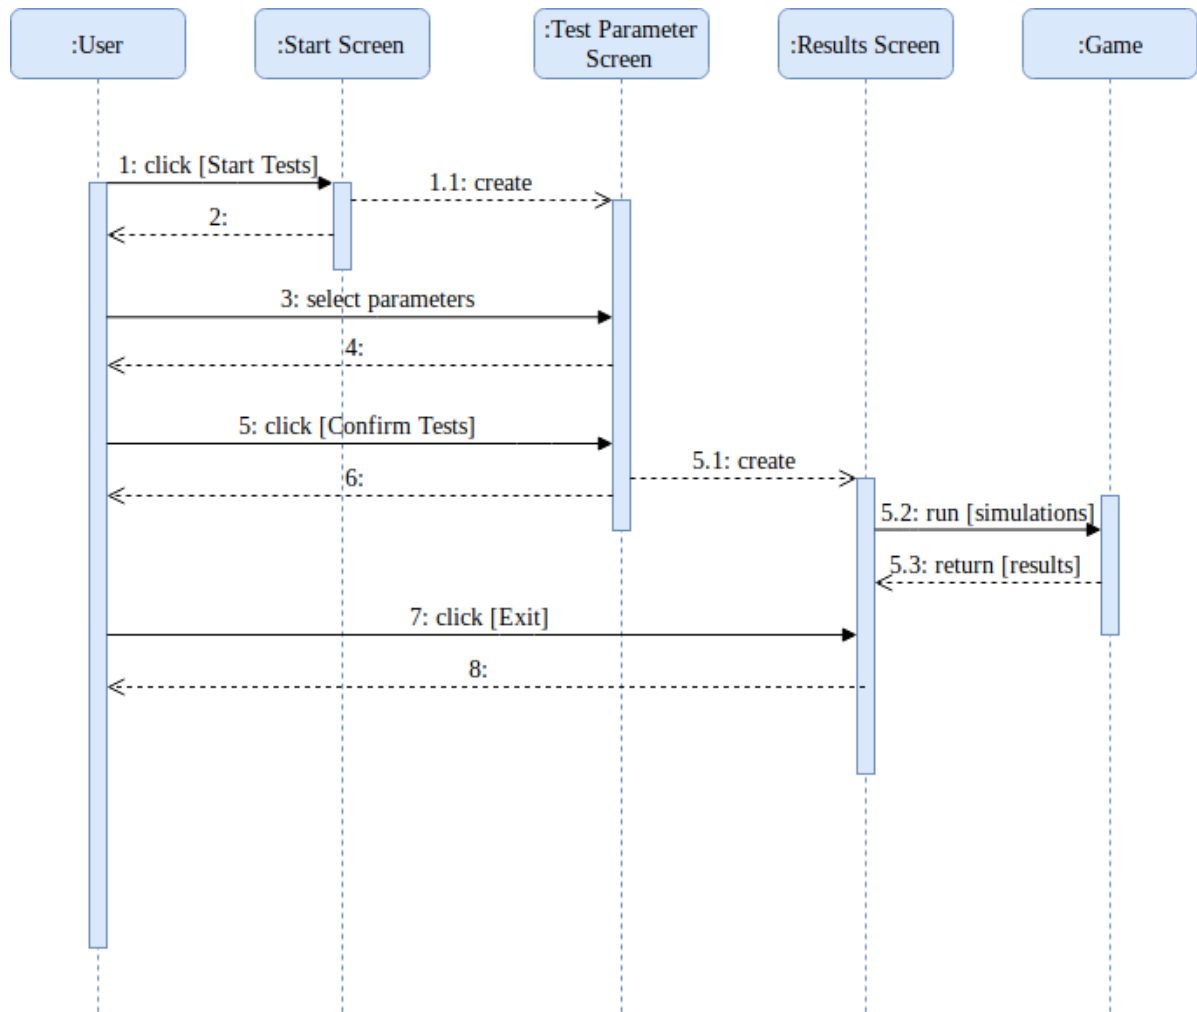 :User
:Start Screen
:Test Parameter
Screen
:Results Screen
:Game
1: click [Start Tests]
1.1: create
2:
3: select parameters
4:
5: click [Confirm Tests]
5.1: create
6:
5.2: run [simulations]
5.3: return [results]
7: click [Exit]
8: